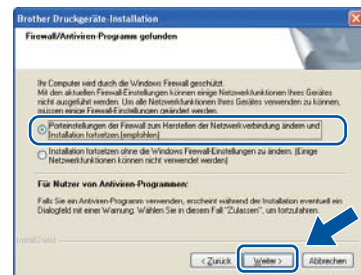 Brother Druckgeräte-Installation
Firewall/Antiviren-Programm gefunden
Ihr Computer wird durch die Windows Firewall geschützt.
Mit den aktuellen Firewall-Einstellungen können einige Netzwerkfunktionen Ihres Gerätes
nicht ausgeführt werden. Um alle Netzwerkfunktionen Ihres Gerätes verwenden zu können,
müssen einige Firewall-Einstellungen geändert werden.
Porteinstellungen der Firewall zum Herstellen der Netzwerkverbindung ändern und
Installation fortsetzen.(empfohlen)
Installation fortsetzen ohne die Windows Firewall-Einstellungen zu ändern. (Einige
Netzwerkfunktionen können nicht verwendet werden)
Für Nutzer von Antiviren-Programmen:
Falls Sie ein Antiviren-Programm verwenden, erscheint während der Installation eventuell ein
Dialogfeld mit einer Warnung. Wählen Sie in diesem Fall "Zulassen", um fortzufahren.
InstallShield
< Zurück
Weiter >
Abbrechen